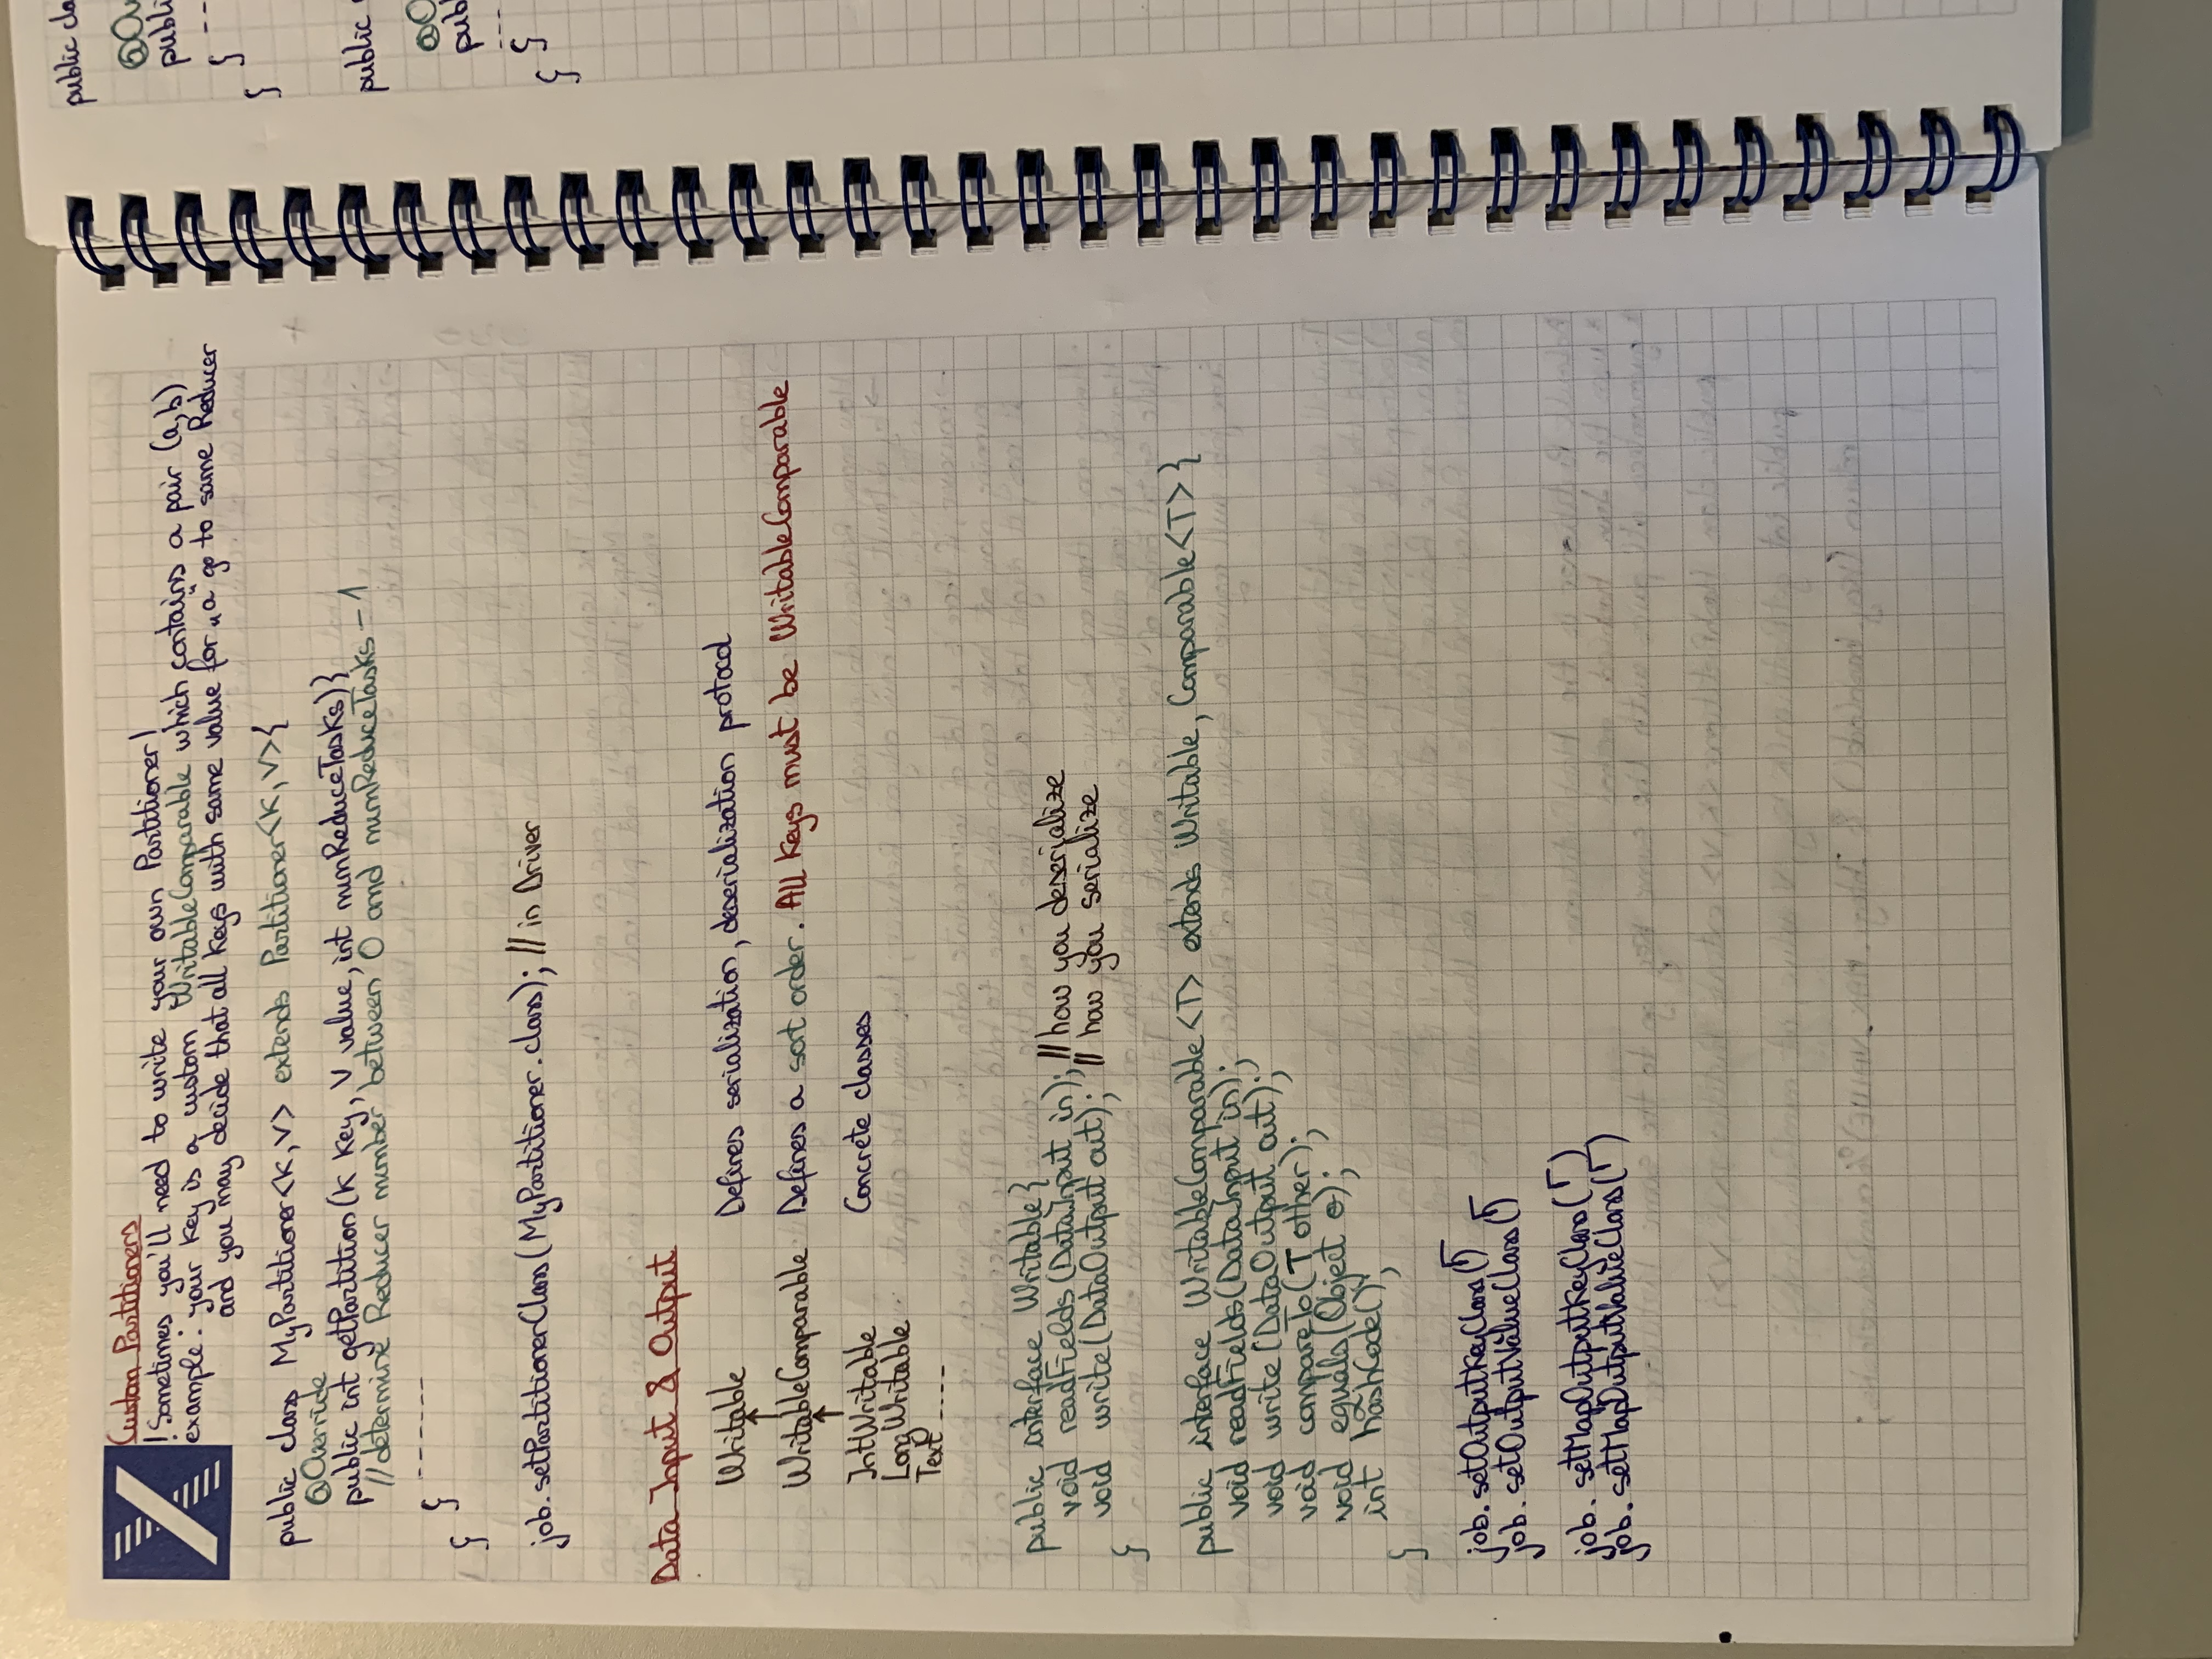 Custom Partitioners
! Sometimes you'll need to write your own Partitioner!
example: your key is a custom WritableComparable which contains a pair (a,b)
and you may decide that all keys with same value for "a" go to same Reducer
public class MyPartitioner<K,V> extends Partitioner<K,V>{
@Override
public int getPartition(K key, V value, int numReduceTasks){
//determine Reducer number between 0 and numReduceTasks-1
-------
}
}
job.setPartitionerClass(MyPartitioner.class); // in Driver
Data Input & Output
Writable Defines serialization, deserialization protocol
WritableComparable Defines a sort order. All keys must be WritableComparable
IntWritable Concrete classes
LongWritable
Text -----
public interface Writable{
void readFields(DataInput in); // how you deserialize
void write(DataOutput out); // how you serialize
}
public interface WritableComparable<T> extends Writable, Comparable<T>{
void readFields(DataInput in);
void write(DataOutput out);
void compareTo(T other);
void equals(Object o);
int hashCode();
}
job.setOutputKeyClass()
job.setOutputValueClass()
job.setMapOutputKeyClass()
job.setMapOutputValueClass()
public cla
@Ov
publi
---
}
}
public
@O
pub
---
}
}